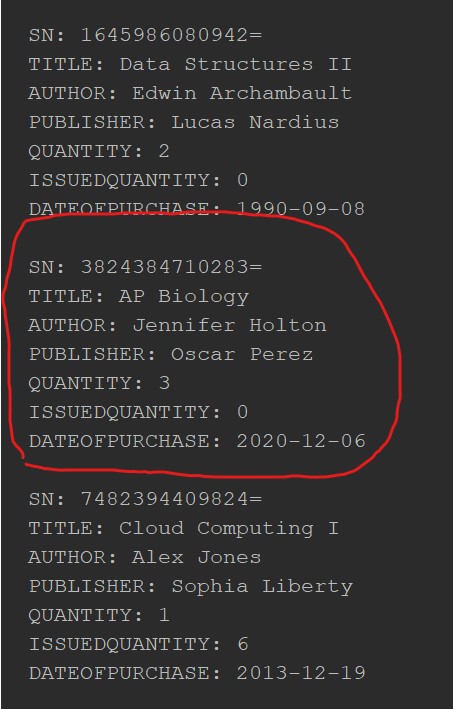 SN: 1645986080942=
TITLE: Data Structures II
AUTHOR: Edwin Archambault
PUBLISHER: Lucas Nardius
QUANTITY: 2
ISSUEDQUANTITY: 0
DATEOFPURCHASE: 1990-09-08
SN: 3824384710283=
TITLE: AP Biology
AUTHOR: Jennifer Holton
PUBLISHER: Oscar Perez
QUANTITY: 3
ISSUEDQUANTITY: 0
DATEOFPURCHASE: 2020-12-06
SN: 7482394409824=
TITLE: Cloud Computing I
AUTHOR: Alex Jones
PUBLISHER: Sophia Liberty
QUANTITY: 1
ISSUEDQUANTITY: 6
DATEOFPURCHASE: 2013-12-19